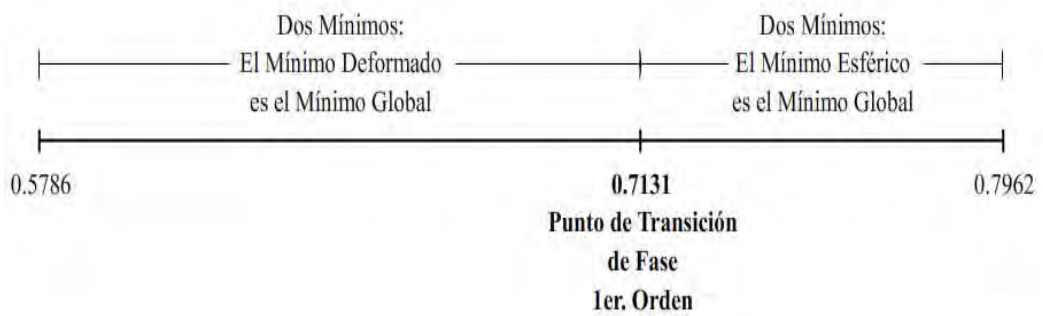 Dos Mínimos:
El Mínimo Deformado
es el Mínimo Global
Dos Mínimos:
El Mínimo Esférico
es el Mínimo Global
0.5786
0.7131
0.7962
Punto de Transición
de Fase
1er. Orden